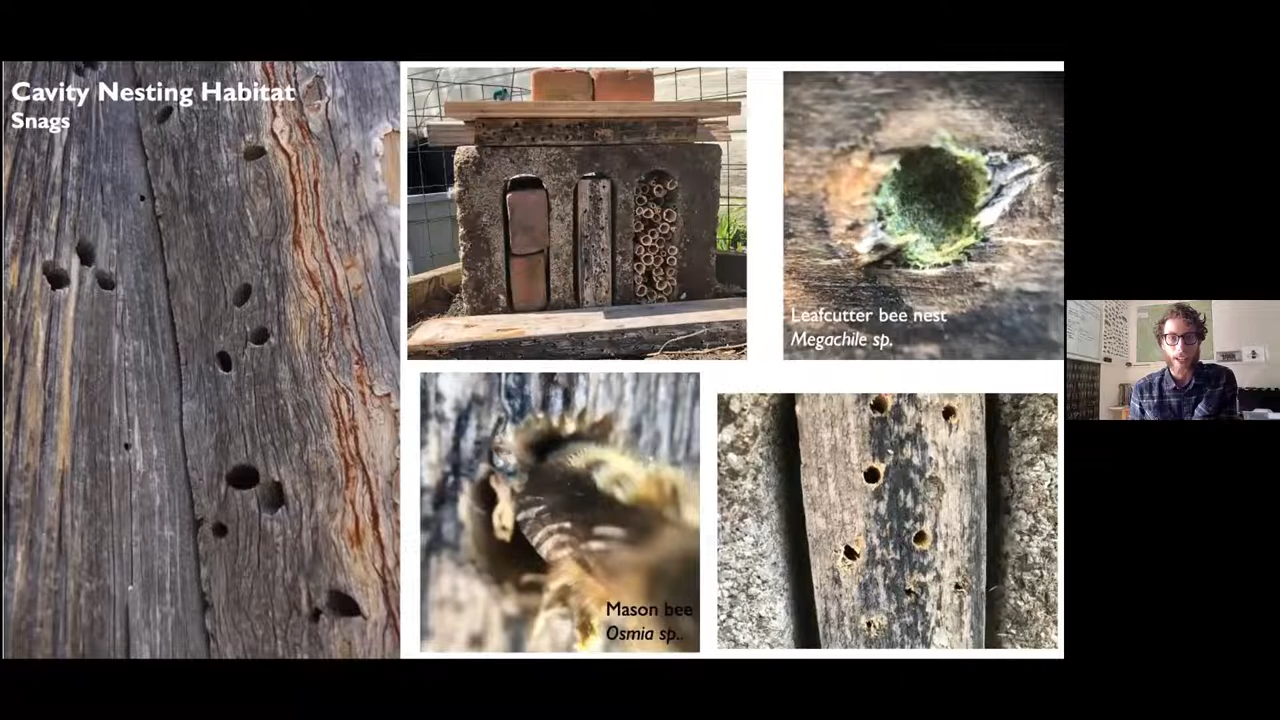 Cavity Nesting Habitat
Snags
Leafcutter bee nest
Megachile sp.
Mason bee
Osmia sp..